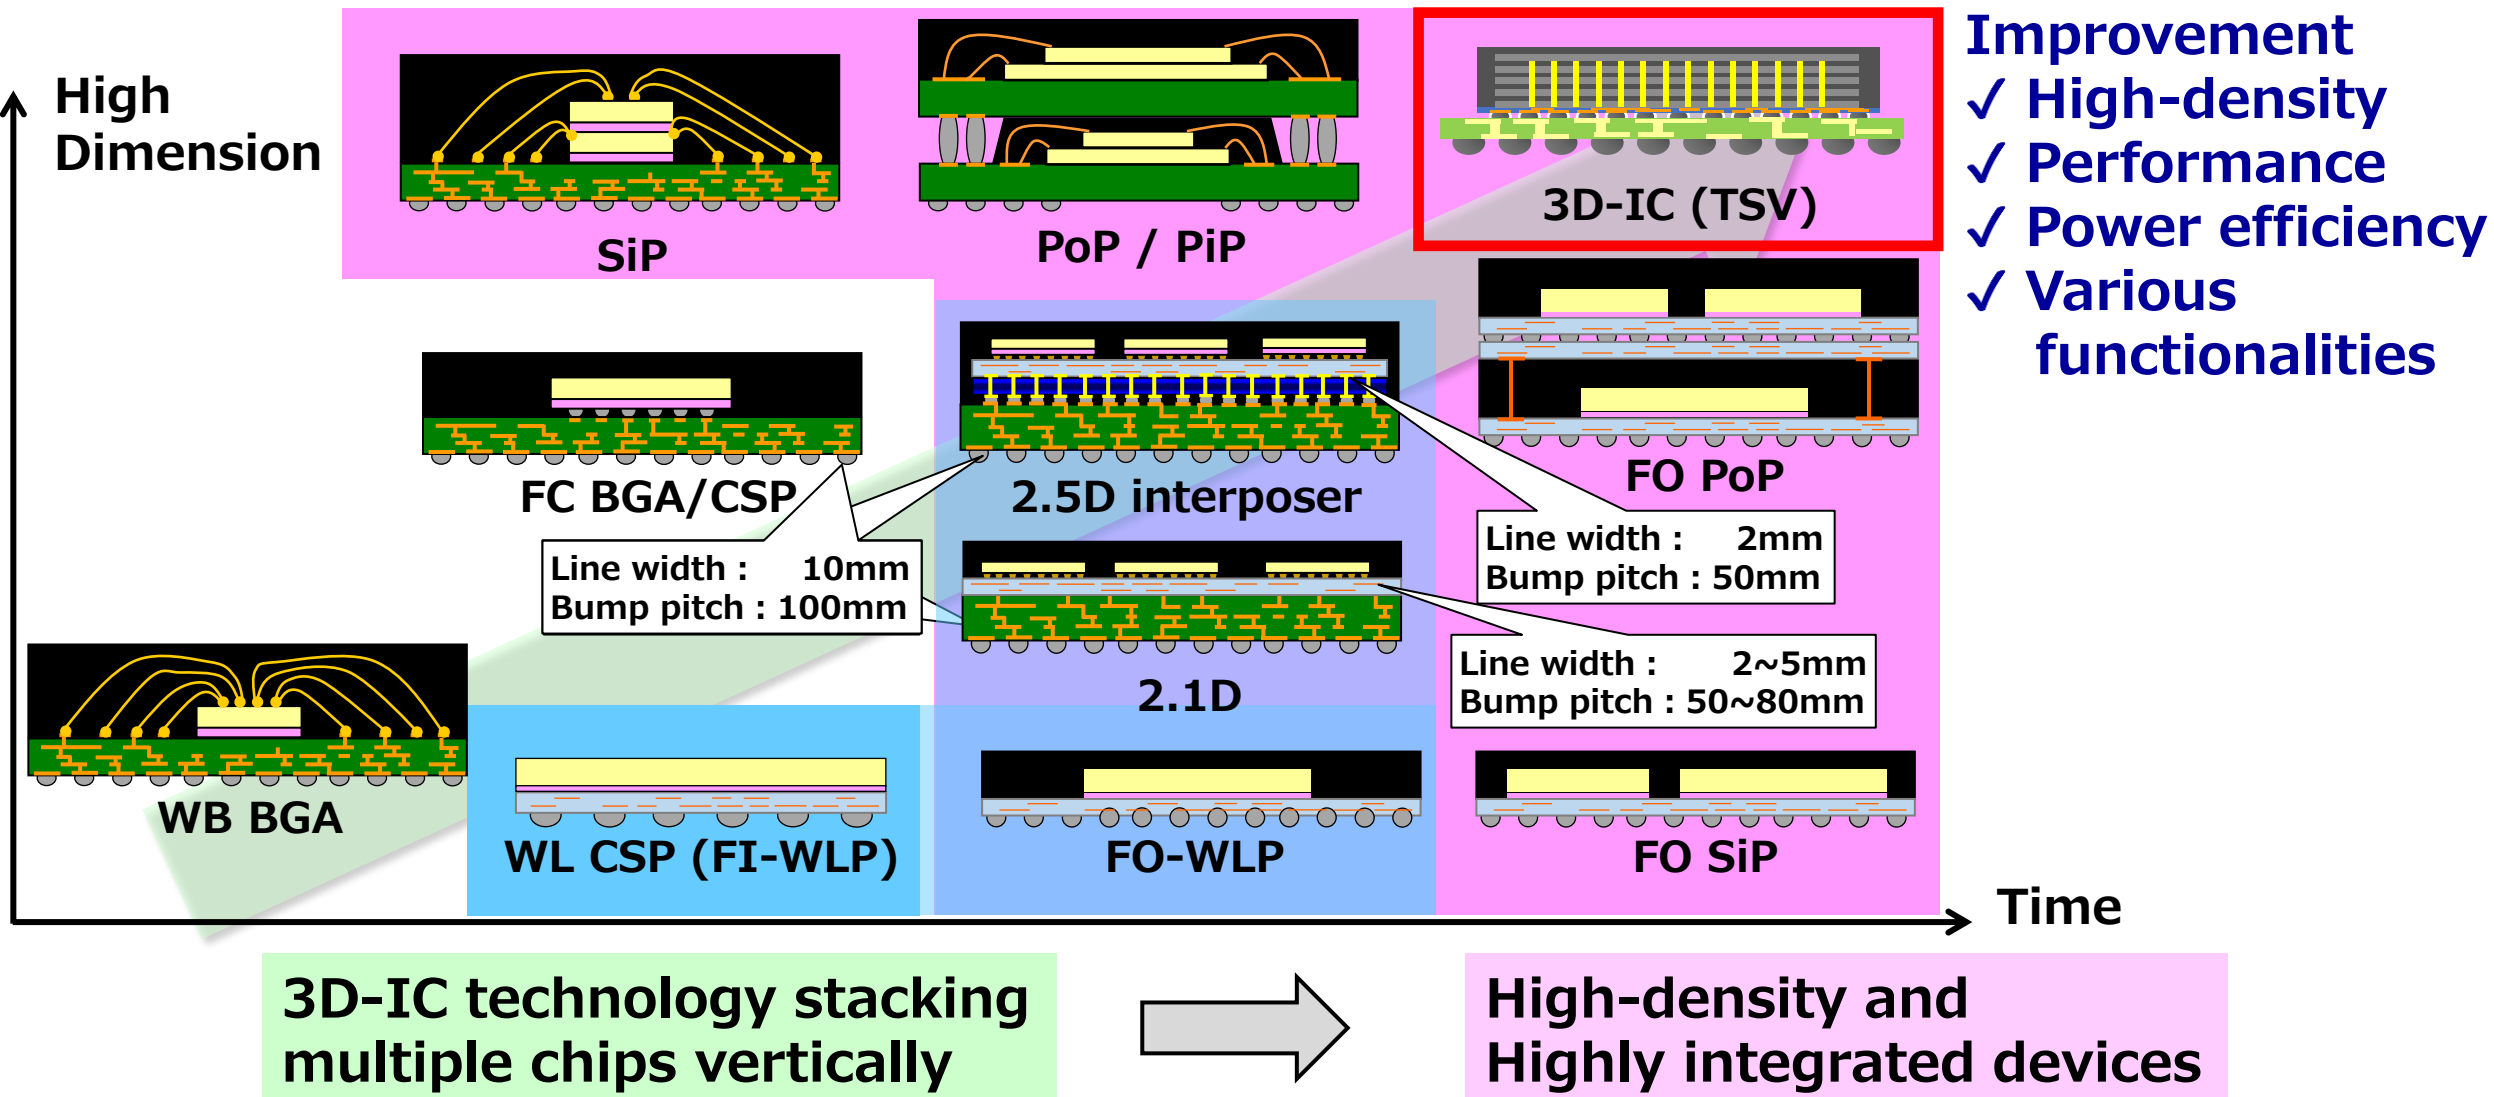 High
Dimension
SiP
PoP / PiP
3D-IC (TSV)
Improvement
✓ High-density
✓ Performance
✓ Power efficiency
✓ Various
functionalities
FC BGA/CSP
2.5D interposer
FO PoP
Line width : 10mm
Bump pitch : 100mm
Line width : 2mm
Bump pitch : 50mm
2.1D
Line width : 2~5mm
Bump pitch : 50~80mm
WB BGA
WL CSP (FI-WLP)
FO-WLP
FO SiP
Time
3D-IC technology stacking
multiple chips vertically
High-density and
Highly integrated devices